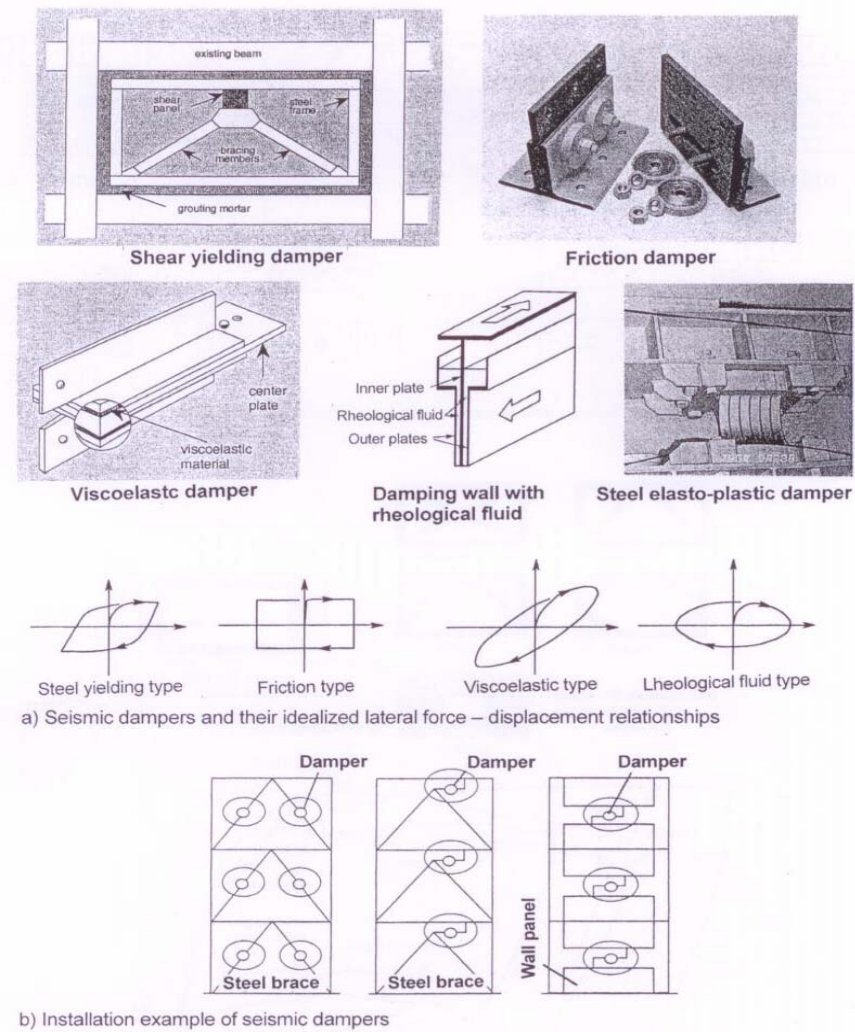 existing beam
shear
panel
steel
frame
bracing
members
grouting mortar
Shear yielding damper
Friction damper
center
plate
viscoelastic
material
Viscoelastc damper
Inner plate
Rheological fluid
Outer plates
Damping wall with
rheological fluid
Steel elasto-plastic damper
Steel yielding type
Friction type
Viscoelastic type
Lheological fluid type
a) Seismic dampers and their idealized lateral force – displacement relationships
Damper
Damper
Damper
Steel brace
Steel brace
Wall panel
b) Installation example of seismic dampers